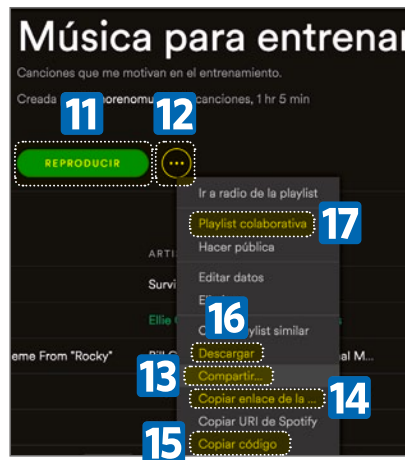 Música para entrenar
Canciones que me motivan en el entrenamiento.
Creada orenomu canciones, 1 hr 5 min
11 12
REPRODUCIR
Ir a radio de la playlist
Playlist colaborativa 17
Hacer pública
ARTI
Editar datos
Survi
Ellie
16
ylist similar
eme From "Rocky" al M...
Descargar
13 Compartir...
Copiar enlace de la ... 14
Copiar URI de Spotify
15 Copiar código